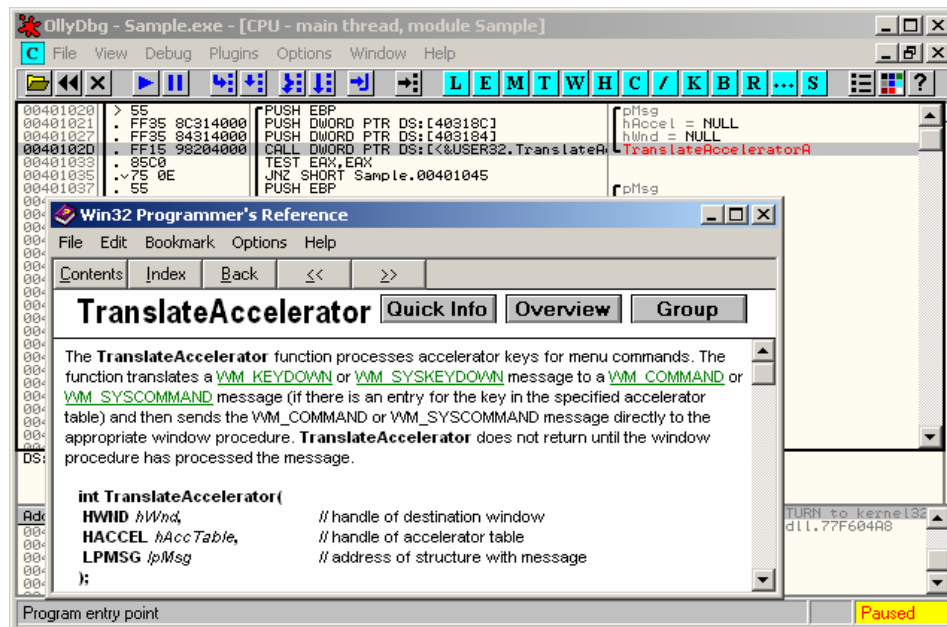 OllyDbg - Sample.exe - [CPU - main thread, module Sample]
C File View Debug Plugins Options Window Help
L E M T W H C / K B R ... S ?
00401020 > 55 PUSH EBP pMsg
00401021 . FF35 8C314000 PUSH DWORD PTR DS:[40318C] hAccel = NULL
00401027 . FF35 84314000 PUSH DWORD PTR DS:[403184] hWnd = NULL
0040102D . FF15 98204000 CALL DWORD PTR DS:[<&USER32.TranslateA TranslateAcceleratorA
00401033 . 85C0 TEST EAX,EAX
00401035 .v75 0E JNZ SHORT Sample.00401045
00401037 . 55 PUSH EBP pMsg
Win32 Programmer's Reference
File Edit Bookmark Options Help
Contents Index Back << >>
TranslateAccelerator Quick Info Overview Group
The TranslateAccelerator function processes accelerator keys for menu commands. The
function translates a WM_KEYDOWN or WM_SYSKEYDOWN message to a WM_COMMAND or
WM_SYSCOMMAND message (if there is an entry for the key in the specified accelerator
table) and then sends the WM_COMMAND or WM_SYSCOMMAND message directly to the
appropriate window procedure. TranslateAccelerator does not return until the window
procedure has processed the message.
DS:
int TranslateAccelerator(
HWND hWnd, // handle of destination window
HACCEL hAccTable, // handle of accelerator table
LPMSG lpMsg // address of structure with message
);
TURN to kernel32
dll.77F604A8
Program entry point Paused